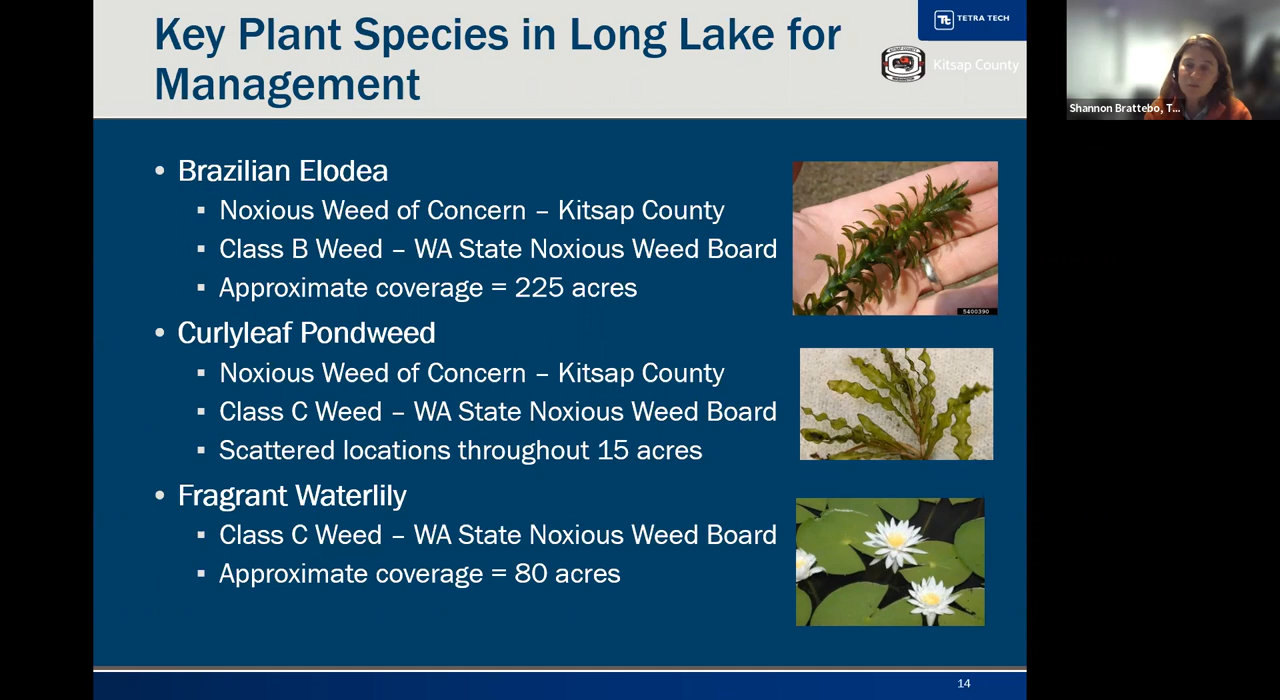 Key Plant Species in Long Lake for
Management
TETRA TECH
Kitsap County
Shannon Brattebo, T...
• Brazilian Elodea
▪ Noxious Weed of Concern – Kitsap County
▪ Class B Weed – WA State Noxious Weed Board
▪ Approximate coverage = 225 acres
5400390
• Curlyleaf Pondweed
▪ Noxious Weed of Concern – Kitsap County
▪ Class C Weed – WA State Noxious Weed Board
▪ Scattered locations throughout 15 acres
• Fragrant Waterlily
▪ Class C Weed – WA State Noxious Weed Board
▪ Approximate coverage = 80 acres
14